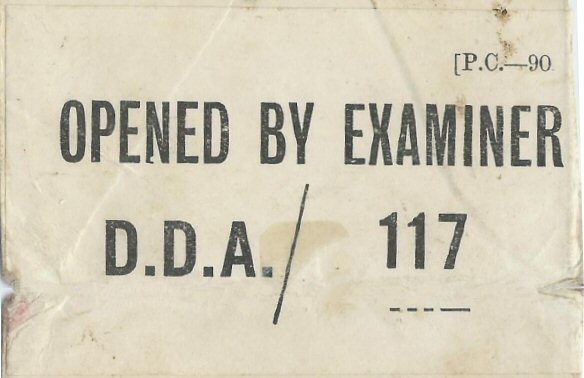 [P.C.—90
OPENED BY EXAMINER
D.D.A./ 117